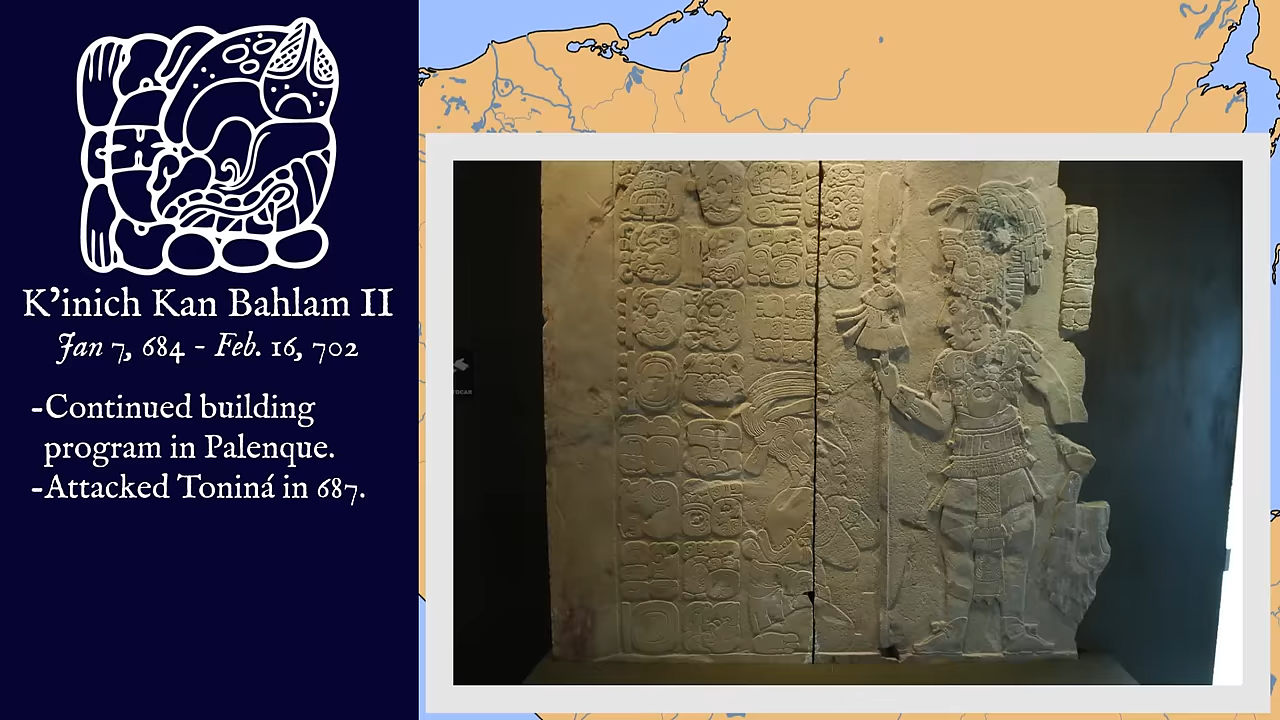 K'inich Kan Bahlam II
Jan 7, 684 - Feb. 16, 702
-Continued building
program in Palenque.
-Attacked Toniná in 687.